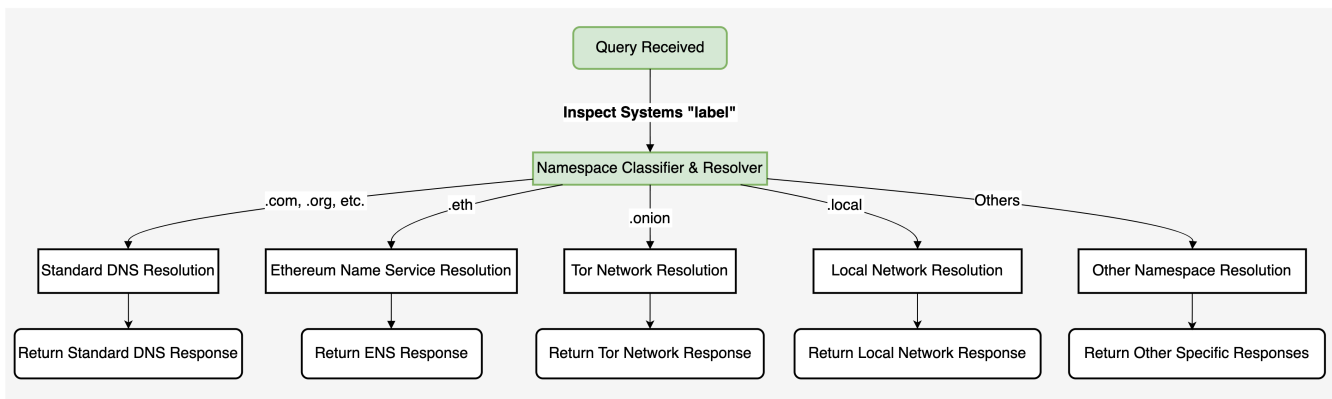 Query Received
Inspect Systems "label"
Namespace Classifier & Resolver
.com, .org, etc.
.eth
.onion
.local
Others
Standard DNS Resolution
Ethereum Name Service Resolution
Tor Network Resolution
Local Network Resolution
Other Namespace Resolution
Return Standard DNS Response
Return ENS Response
Return Tor Network Response
Return Local Network Response
Return Other Specific Responses